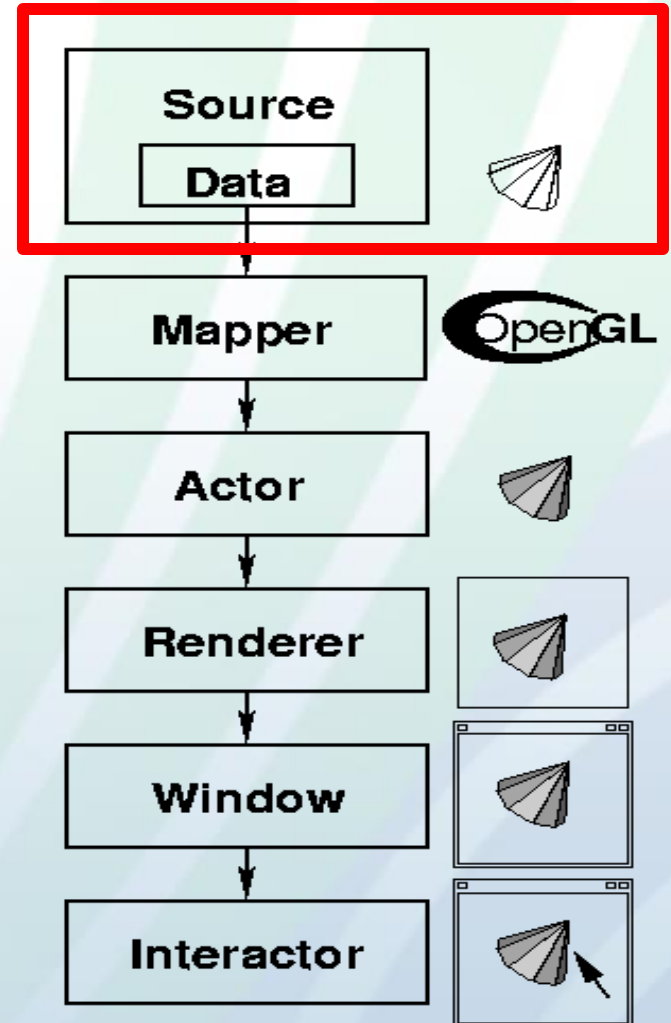 Source
Data
Mapper
OpenGL
Actor
Renderer
Window
Interactor